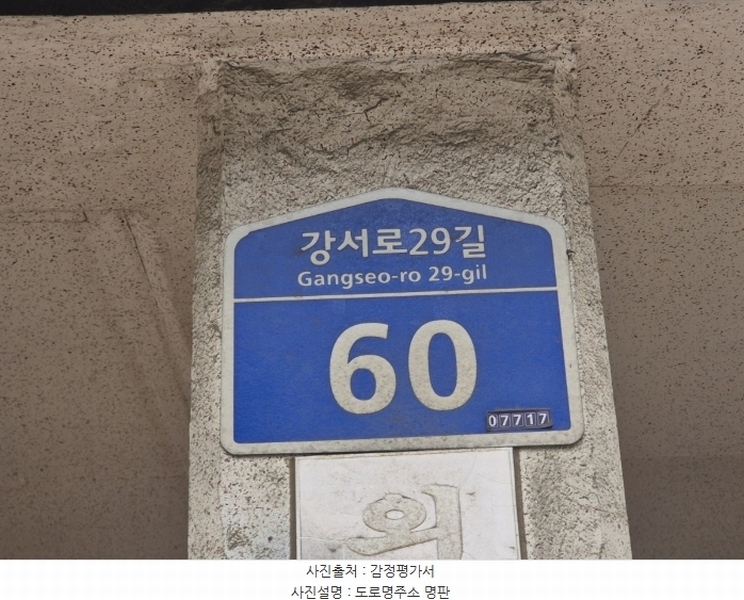 강서로29길
Gangseo-ro 29-gil
60
07717
의
사진출처 : 감정평가서
사진설명 : 도로명주소 명판